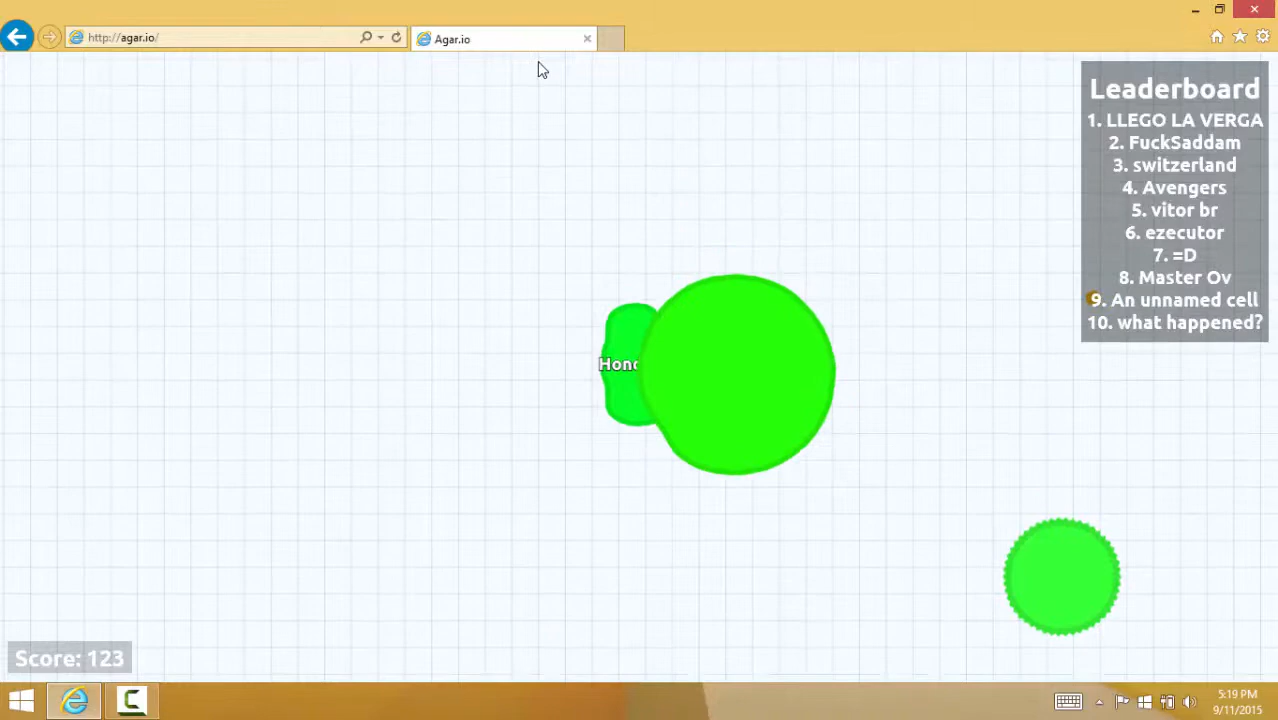 http://agar.io/
Agar.io
Leaderboard
1. LLEGO LA VERGA
2. FuckSaddam
3. switzerland
4. Avengers
5. vitor br
6. ezecutor
7. =D
8. Master Ov
9. An unnamed cell
10. what happened?
Score: 123
5:19 PM
9/11/2015